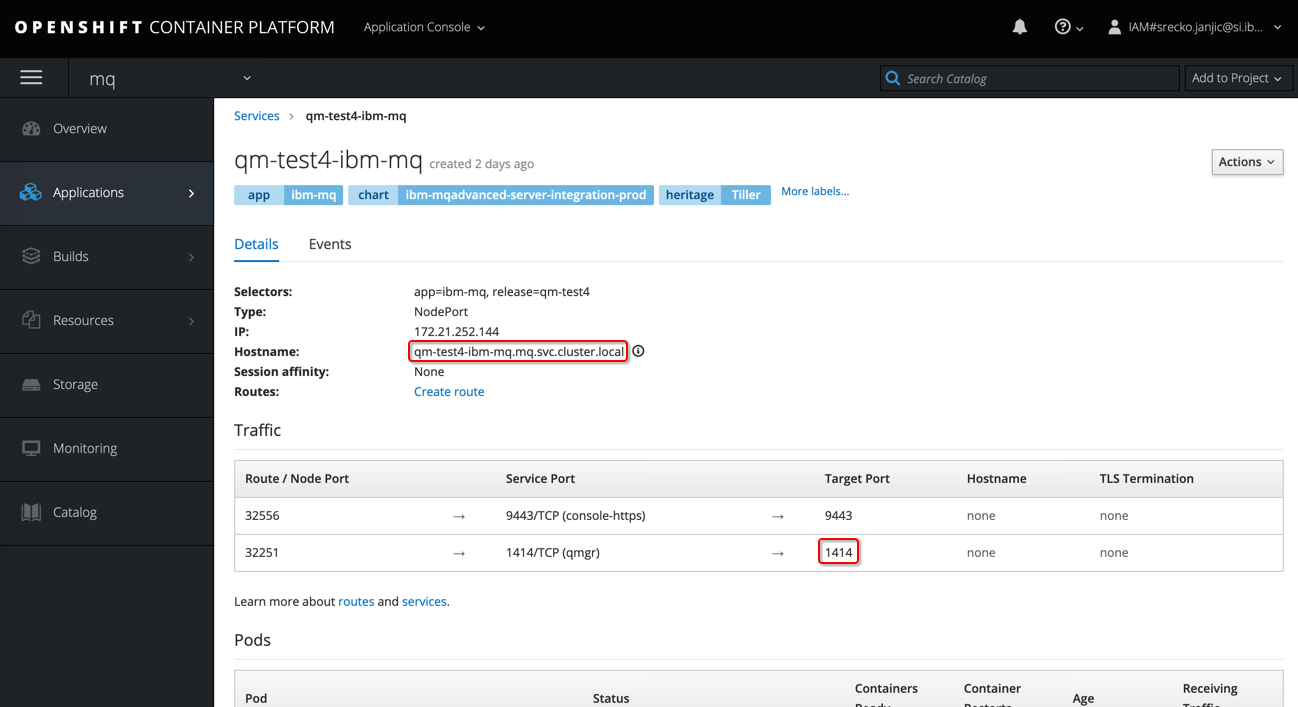 OPENSHIFT CONTAINER PLATFORM Application Console IAM#srecko.janjic@si.ib...
mq Search Catalog Add to Project
Overview
Applications
Builds
Resources
Storage
Monitoring
Catalog
Services > qm-test4-ibm-mq
qm-test4-ibm-mq created 2 days ago
Actions
app ibm-mq chart ibm-mqadvanced-server-integration-prod heritage Tiller More labels...
Details Events
Selectors: app=ibm-mq, release=qm-test4
Type: NodePort
IP: 172.21.252.144
Hostname: qm-test4-ibm-mq.mq.svc.cluster.local
Session affinity: None
Routes: Create route
Traffic
Route / Node Port Service Port Target Port Hostname TLS Termination
32556 → 9443/TCP (console-https) → 9443 none none
32251 → 1414/TCP (qmgr) → 1414 none none
Learn more about routes and services.
Pods
Pod Status Containers Ready Container Restarts Age Receiving Traffic